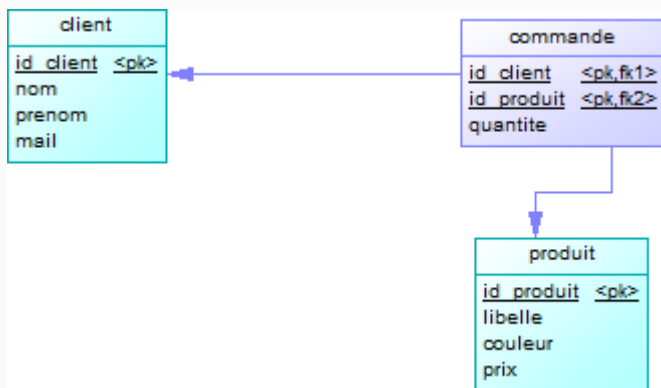 client
id_client <pk>
nom
prenom
mail
commande
id_client <pk,fk1>
id_produit <pk,fk2>
quantite
produit
id_produit <pk>
libelle
couleur
prix